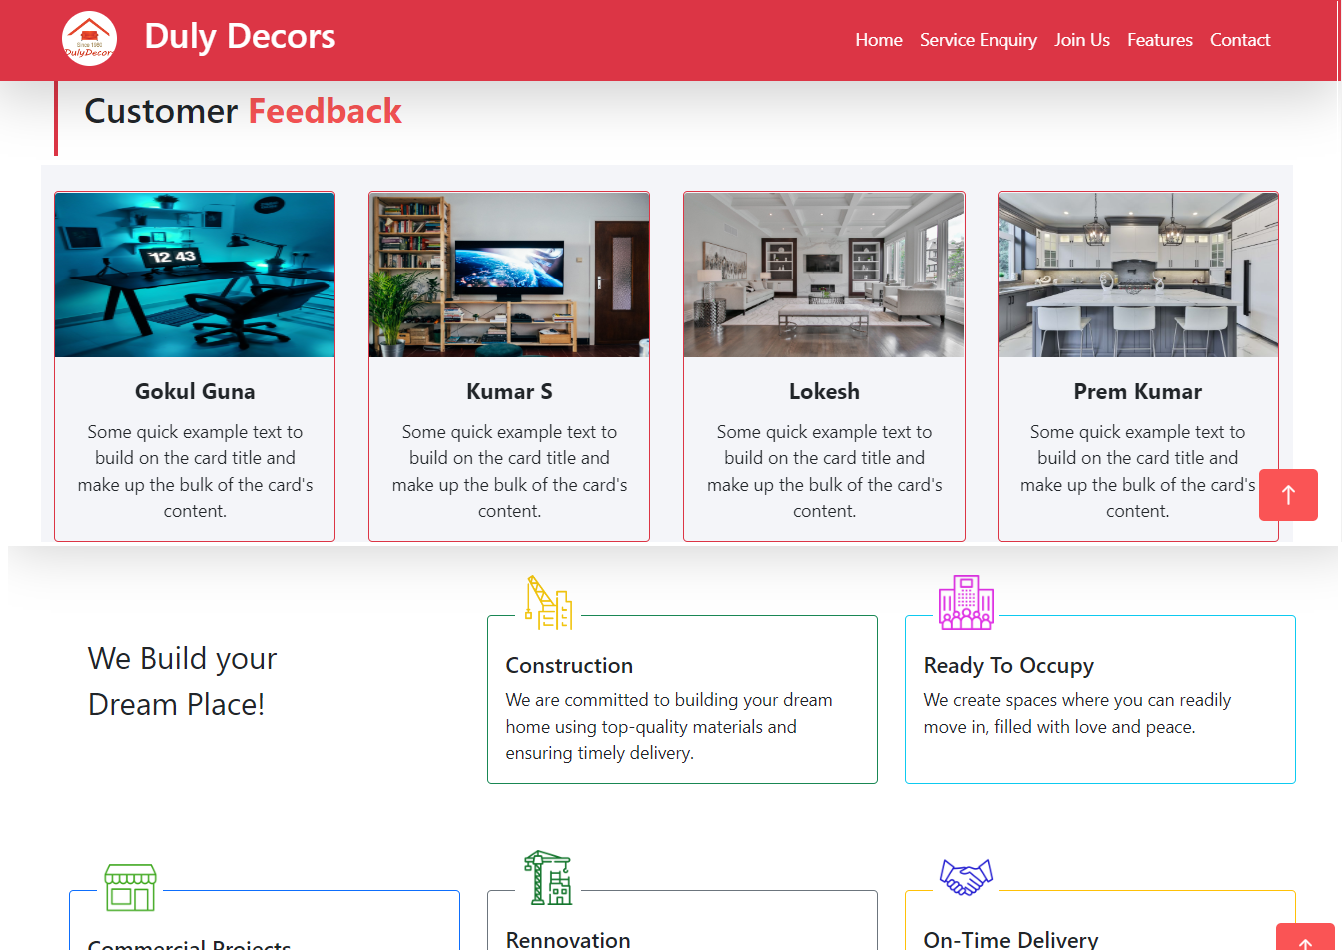 Since 1980
DulyDecors
Duly Decors
Home Service Enquiry Join Us Features Contact
Customer Feedback
12 43
Gokul Guna
Some quick example text to
build on the card title and
make up the bulk of the card's
content.
Kumar S
Some quick example text to
build on the card title and
make up the bulk of the card's
content.
Lokesh
Some quick example text to
build on the card title and
make up the bulk of the card's
content.
Prem Kumar
Some quick example text to
build on the card title and
make up the bulk of the card's
content.
We Build your
Dream Place!
Construction
We are committed to building your dream
home using top-quality materials and
ensuring timely delivery.
Ready To Occupy
We create spaces where you can readily
move in, filled with love and peace.
Commercial Projects
Rennovation
On-Time Delivery